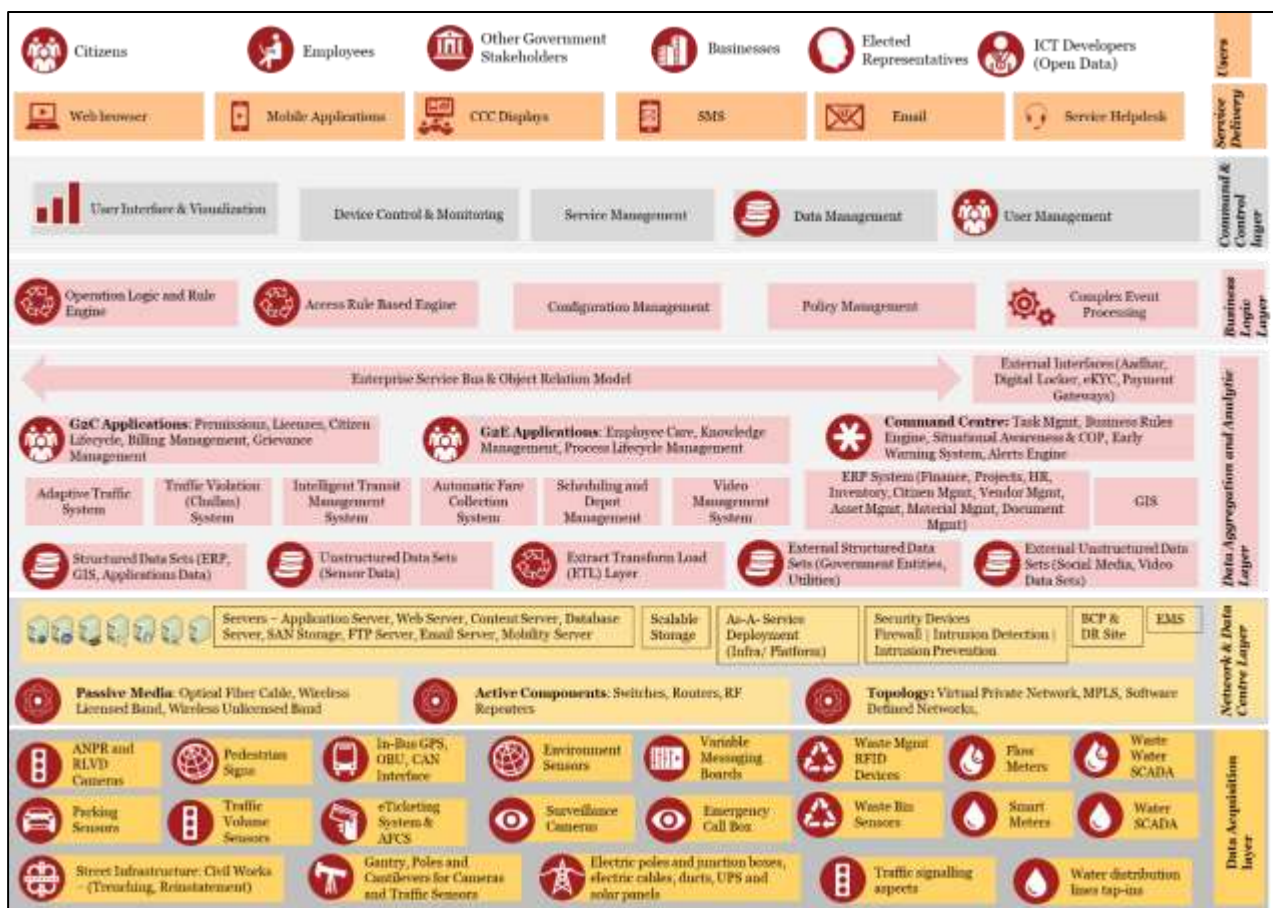 Citizens
Employees
Other Government
Stakeholders
Businesses
Elected
Representatives
ICT Developers
(Open Data)
Users
Web browser
Mobile Applications
CCC Displays
SMS
Email
Service Helpdesk
Service
Delivery
User Interface & Visualization
Device Control & Monitoring
Service Management
Data Management
User Management
Command &
Control
layer
Operation Logic and Rule
Engine
Access Rule Based Engine
Configuration Management
Policy Management
Complex Event
Processing
Business
Logic
Layer
Enterprise Service Bus & Object Relation Model
External Interfaces (Aadhar,
Digital Locker, eKYC, Payment
Gateways)
G2C Applications: Permissions, Licenses, Citizen
Lifecycle, Billing Management, Grievance
Management
G2E Applications: Employee Care, Knowledge
Management, Process Lifecycle Management
Command Centre: Task Mgmt, Business Rules
Engine, Situational Awareness & COP, Early
Warning System, Alerts Engine
Adaptive Traffic
System
Traffic Violation
(Challan)
System
Intelligent Transit
Management
System
Automatic Fare
Collection
System
Scheduling and
Depot
Management
Video
Management
System
ERP System (Finance, Projects, HR,
Inventory, Citizen Mgmt, Vendor Mgmt,
Asset Mgmt, Material Mgmt, Document
Mgmt)
GIS
Structured Data Sets (ERP,
GIS, Applications Data)
Unstructured Data Sets
(Sensor Data)
Extract Transform Load
(ETL) Layer
External Structured Data
Sets (Government Entities,
Utilities)
External Unstructured Data
Sets (Social Media, Video
Data Sets)
Data Aggregation and Analytic
Layer
Servers – Application Server, Web Server, Content Server, Database
Server, SAN Storage, FTP Server, Email Server, Mobility Server
Scalable
Storage
As-A- Service
Deployment
(Infra/ Platform)
Security Devices
Firewall | Intrusion Detection |
Intrusion Prevention
BCP &
DR Site
EMS
Passive Media: Optical Fiber Cable, Wireless
Licensed Band, Wireless Unlicensed Band
Active Components: Switches, Routers, RF
Repeaters
Topology: Virtual Private Network, MPLS, Software
Defined Networks,
Network & Data
Centre Layer
ANPR and
RLVD
Cameras
Pedestrian
Signs
In-Bus GPS,
OBU, CAN
Interface
Environment
Sensors
Variable
Messaging
Boards
Waste Mgmt
RFID
Devices
Flow
Meters
Waste
Water
SCADA
Parking
Sensors
Traffic
Volume
Sensors
eTicketing
System &
AFCS
Surveillance
Cameras
Emergency
Call Box
Waste Bin
Sensors
Smart
Meters
Water
SCADA
Street Infrastructure: Civil Works
– (Trenching, Reinstatement)
Gantry, Poles and
Cantilevers for Cameras
and Traffic Sensors
Electric poles and junction boxes,
electric cables, ducts, UPS and
solar panels
Traffic signalling
aspects
Water distribution
lines tap-ins
Data Acquisition
layer